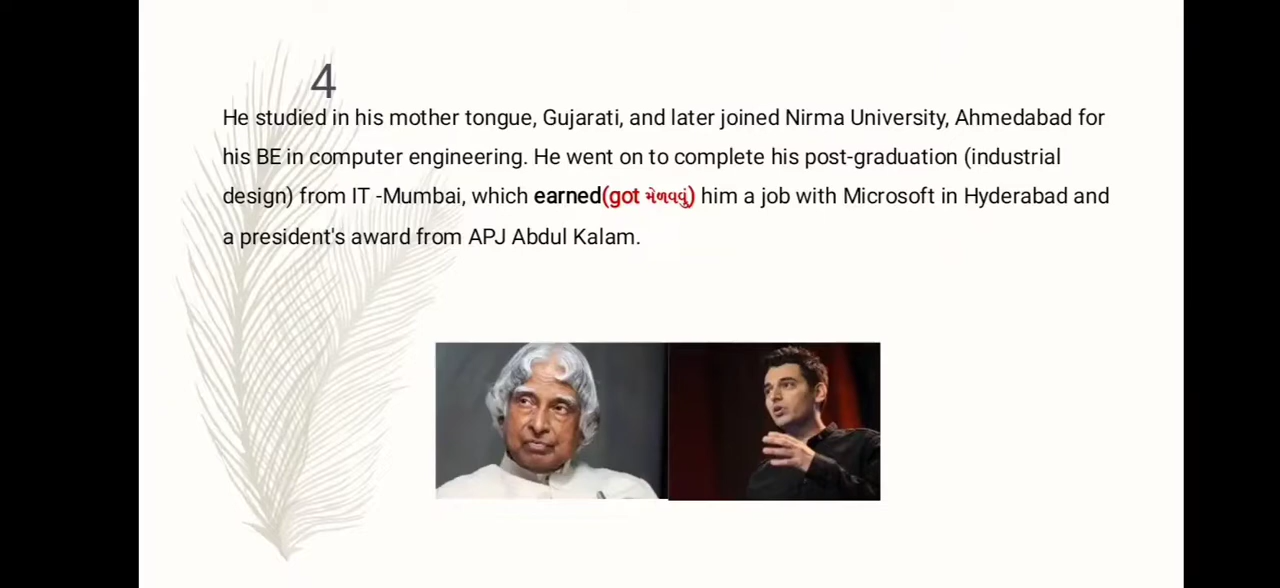 4
He studied in his mother tongue, Gujarati, and later joined Nirma University, Ahmedabad for
his BE in computer engineering. He went on to complete his post-graduation (industrial
design) from IT -Mumbai, which earned(got મેળવવું) him a job with Microsoft in Hyderabad and
a president's award from APJ Abdul Kalam.